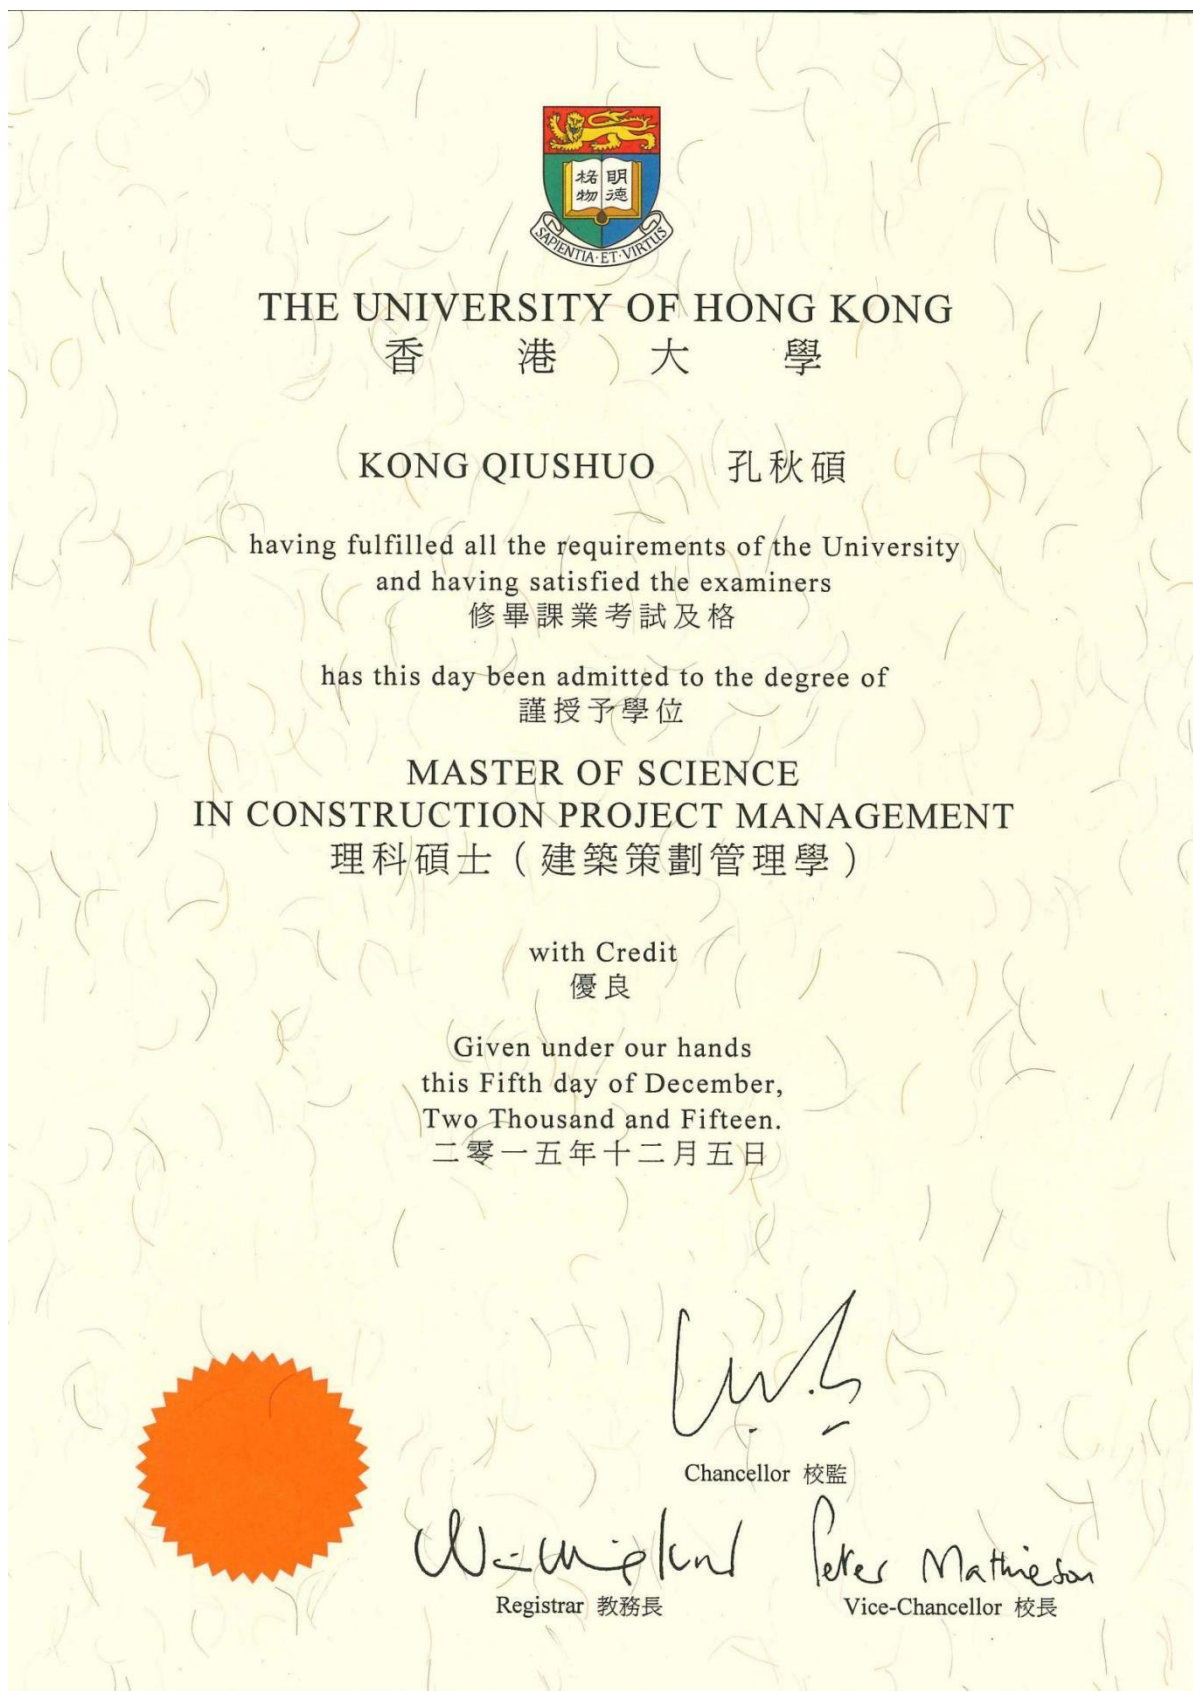 格物 明德
SAPIENTIA·ET·VIRTUS
THE UNIVERSITY OF HONG KONG
香港大學
KONG QIUSHUO 孔秋碩
having fulfilled all the requirements of the University
and having satisfied the examiners
修畢課業考試及格
has this day been admitted to the degree of
謹授予學位
MASTER OF SCIENCE
IN CONSTRUCTION PROJECT MANAGEMENT
理科碩士（建築策劃管理學）
with Credit
優良
Given under our hands
this Fifth day of December,
Two Thousand and Fifteen.
二零一五年十二月五日
Chancellor 校監
Peter Mathieson
Registrar 教務長
Vice-Chancellor 校長